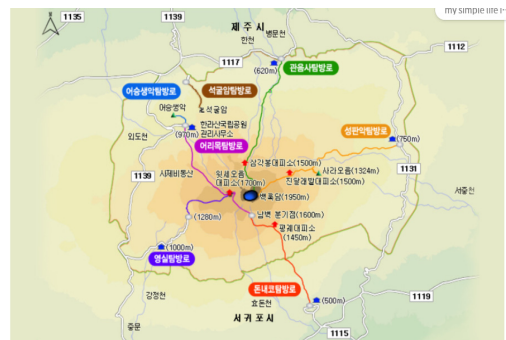 my simple life i
1135
1139
제 주 시
한천
병문천
1117
1112
(620m)
관음사탐방로
어승생악탐방로
석굴암탐방로
어승생악
석굴암
한라산국립공원
관리사무소
(970m)
외도천
어리목탐방로
성판악탐방로
(750m)
삼각봉대피소(1500m)
사라오름(1324m)
1139
사제비동산
윗세오름
대피소(1700m)
진달래밭대피소(1500m)
1131
서중천
백록담(1950m)
(1280m)
남벽 분기점(1600m)
평궤대피소
(1450m)
(1000m)
영실탐방로
돈내코탐방로
강정천
효돈천
(500m)
1119
서 귀 포 시
중문
1115